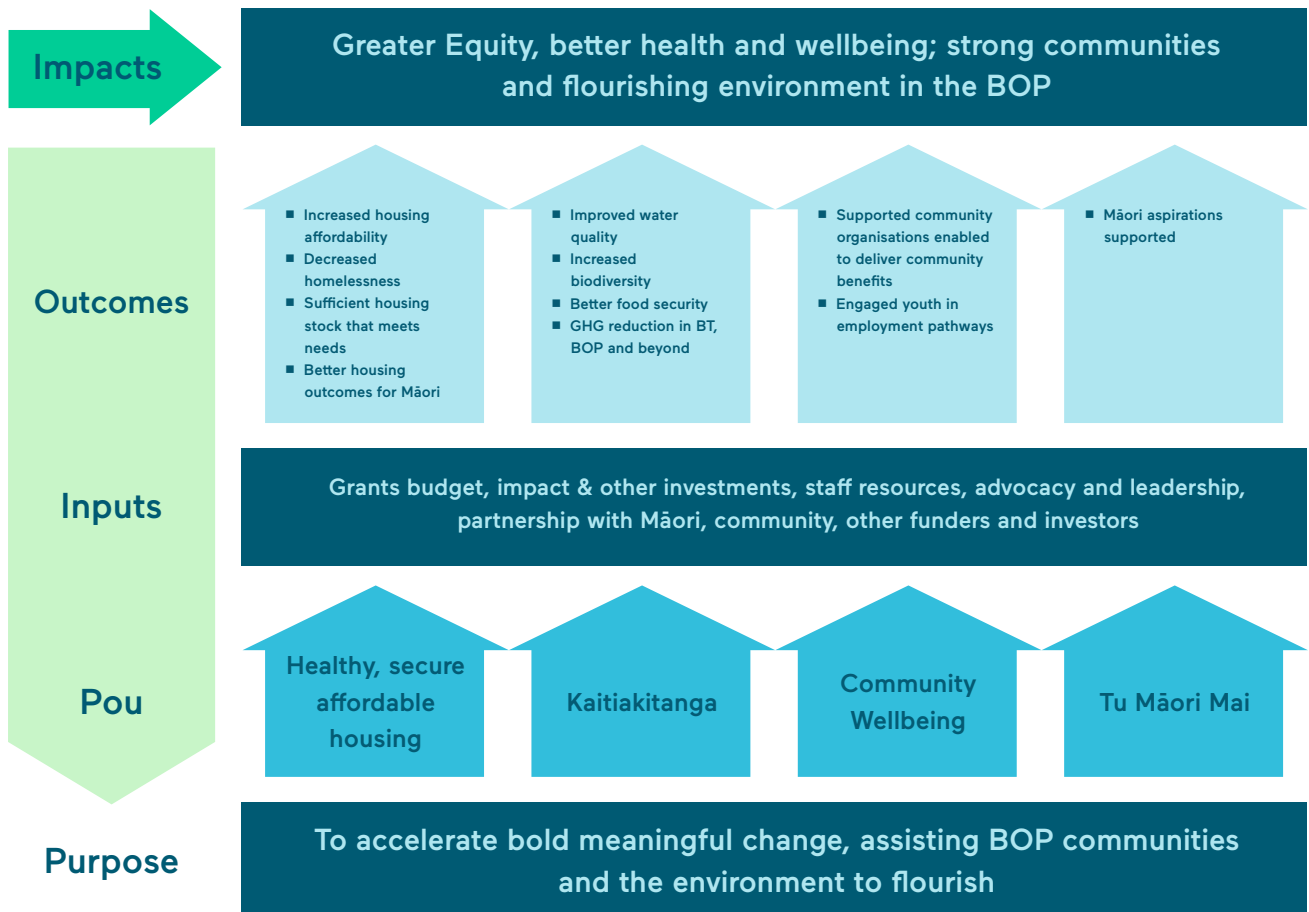 Impacts
Greater Equity, better health and wellbeing; strong communities
and flourishing environment in the BOP
Outcomes
■ Increased housing
affordability
■ Decreased
homelessness
■ Sufficient housing
stock that meets
needs
■ Better housing
outcomes for Māori
■ Improved water
quality
■ Increased
biodiversity
■ Better food security
■ GHG reduction in BT,
BOP and beyond
■ Supported community
organisations enabled
to deliver community
benefits
■ Engaged youth in
employment pathways
■ Māori aspirations
supported
Inputs
Grants budget, impact & other investments, staff resources, advocacy and leadership,
partnership with Māori, community, other funders and investors
Pou
Healthy, secure
affordable
housing
Kaitiakitanga
Community
Wellbeing
Tu Māori Mai
Purpose
To accelerate bold meaningful change, assisting BOP communities
and the environment to flourish